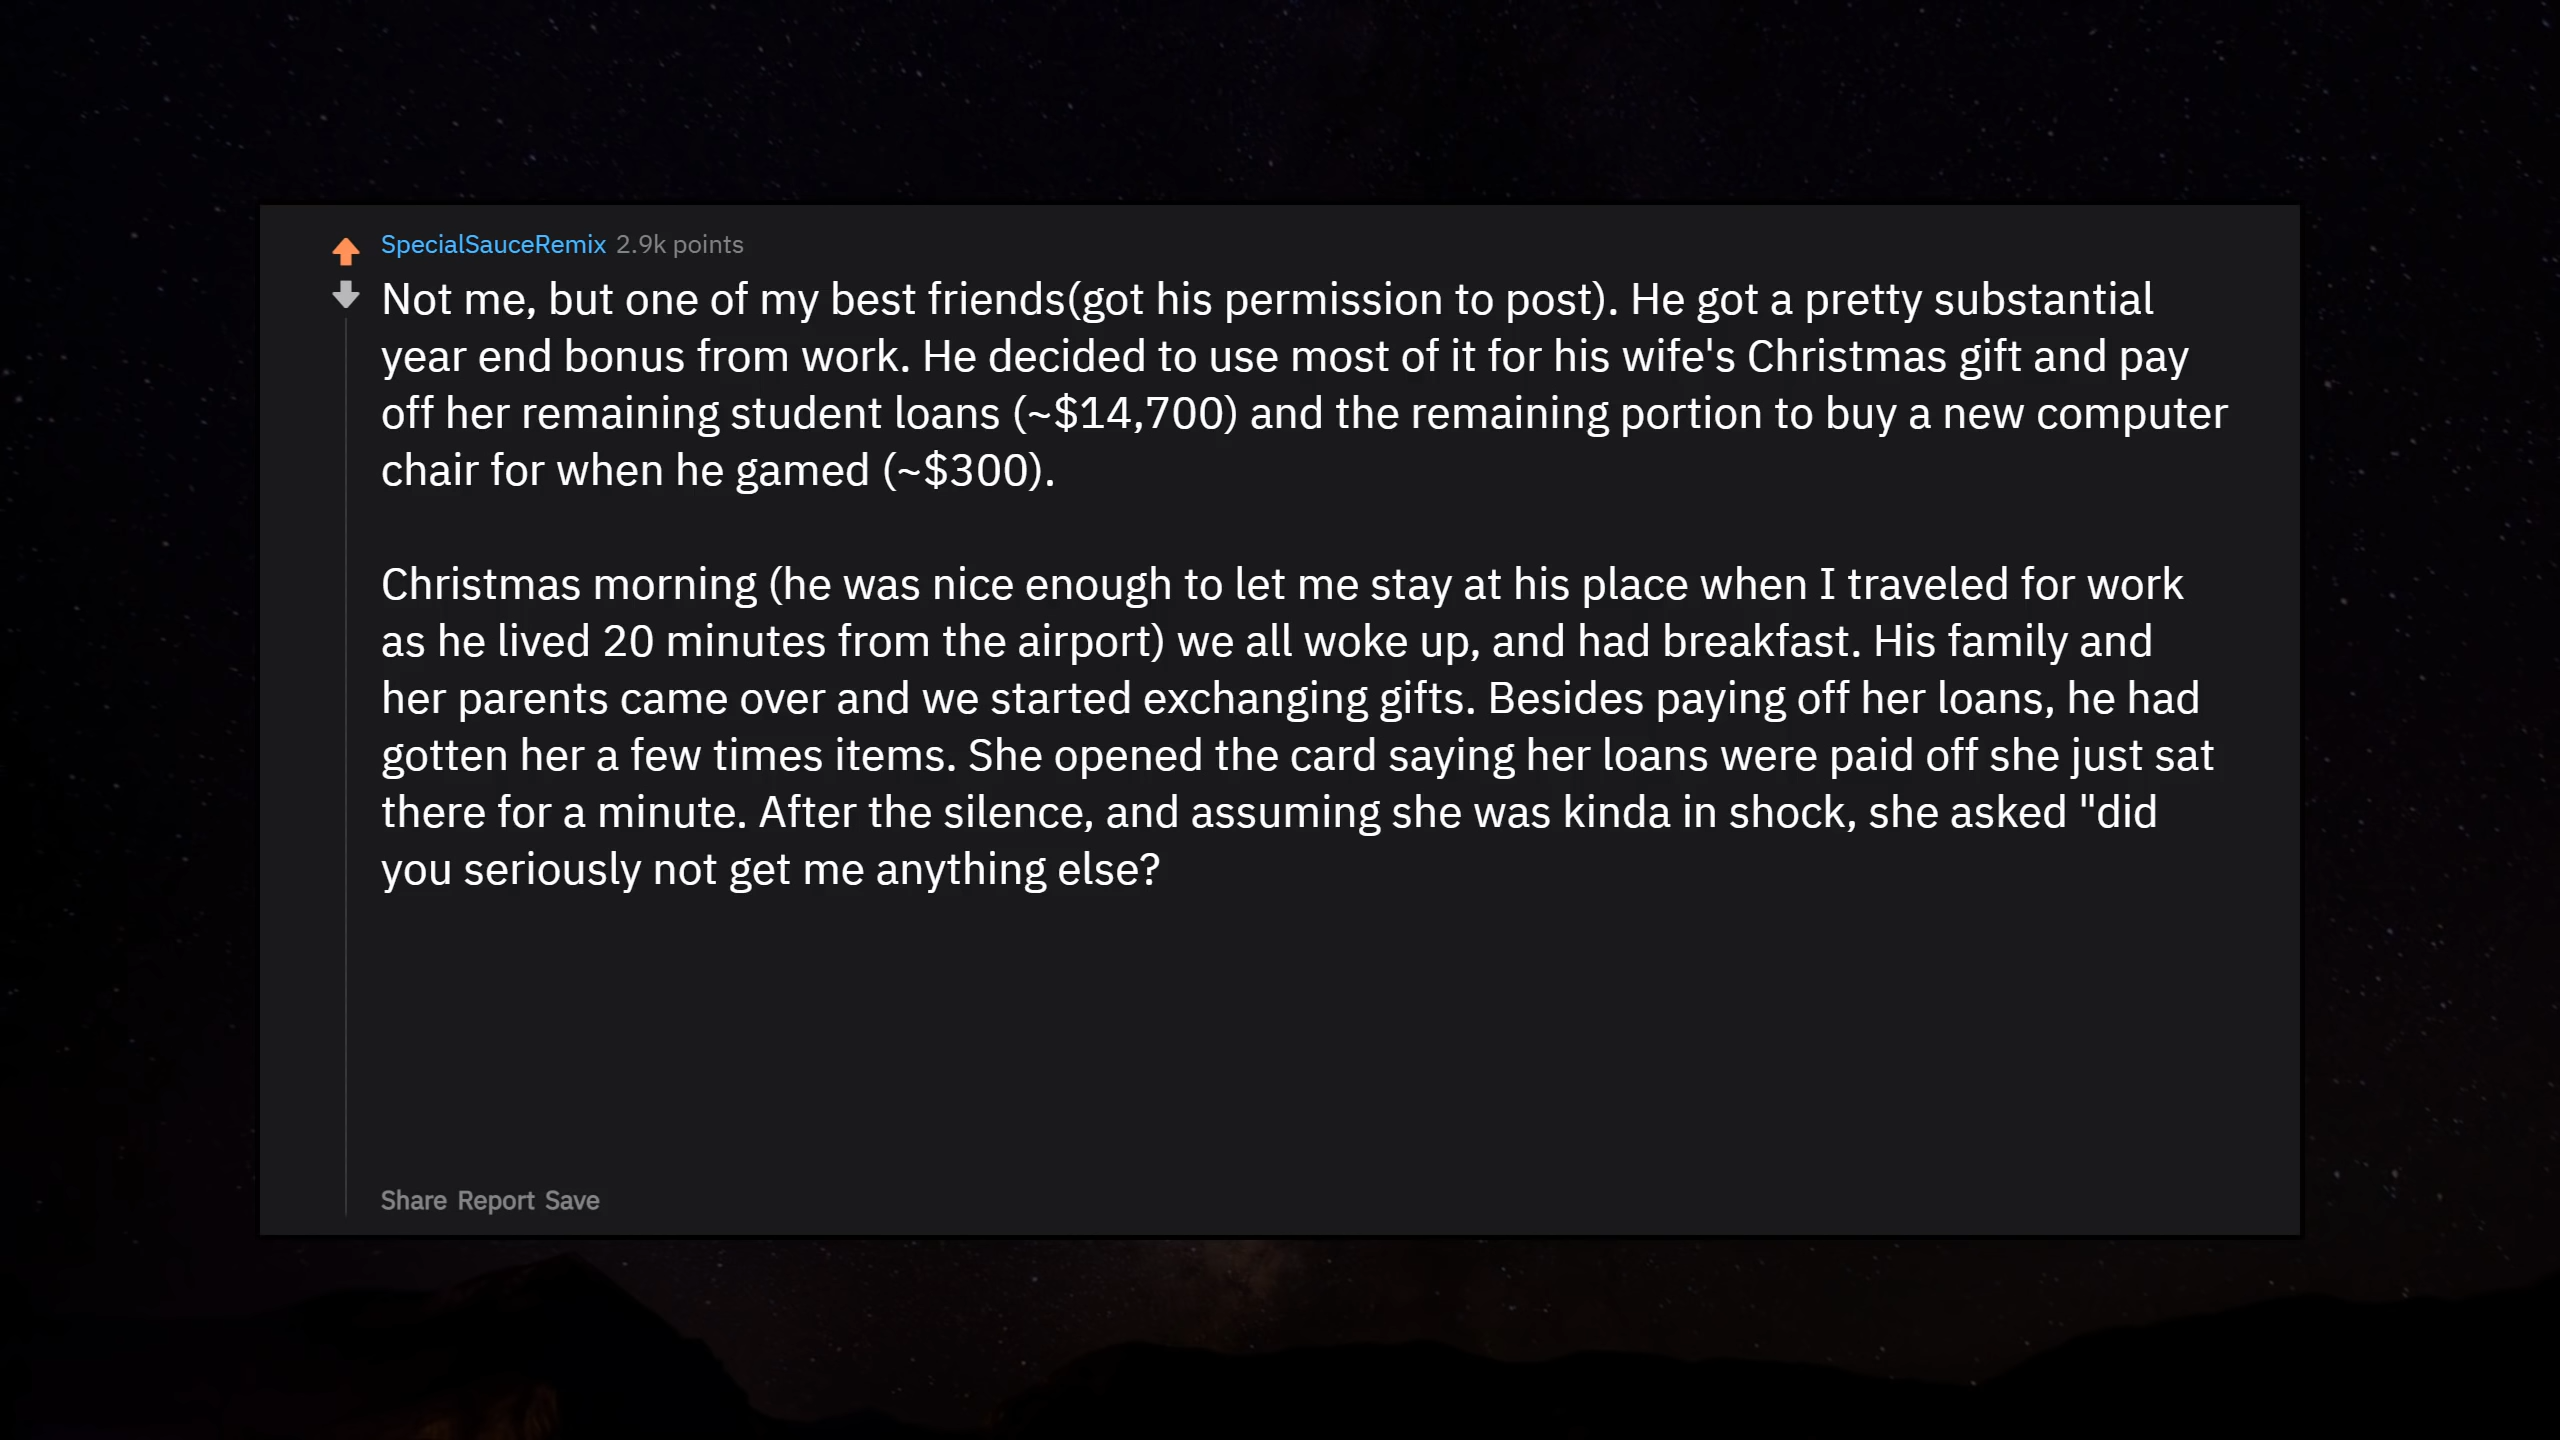 SpecialSauceRemix 2.9k points
Not me, but one of my best friends(got his permission to post). He got a pretty substantial
year end bonus from work. He decided to use most of it for his wife's Christmas gift and pay
off her remaining student loans (~$14,700) and the remaining portion to buy a new computer
chair for when he gamed (~$300).
Christmas morning (he was nice enough to let me stay at his place when I traveled for work
as he lived 20 minutes from the airport) we all woke up, and had breakfast. His family and
her parents came over and we started exchanging gifts. Besides paying off her loans, he had
gotten her a few times items. She opened the card saying her loans were paid off she just sat
there for a minute. After the silence, and assuming she was kinda in shock, she asked "did
you seriously not get me anything else?
Share Report Save